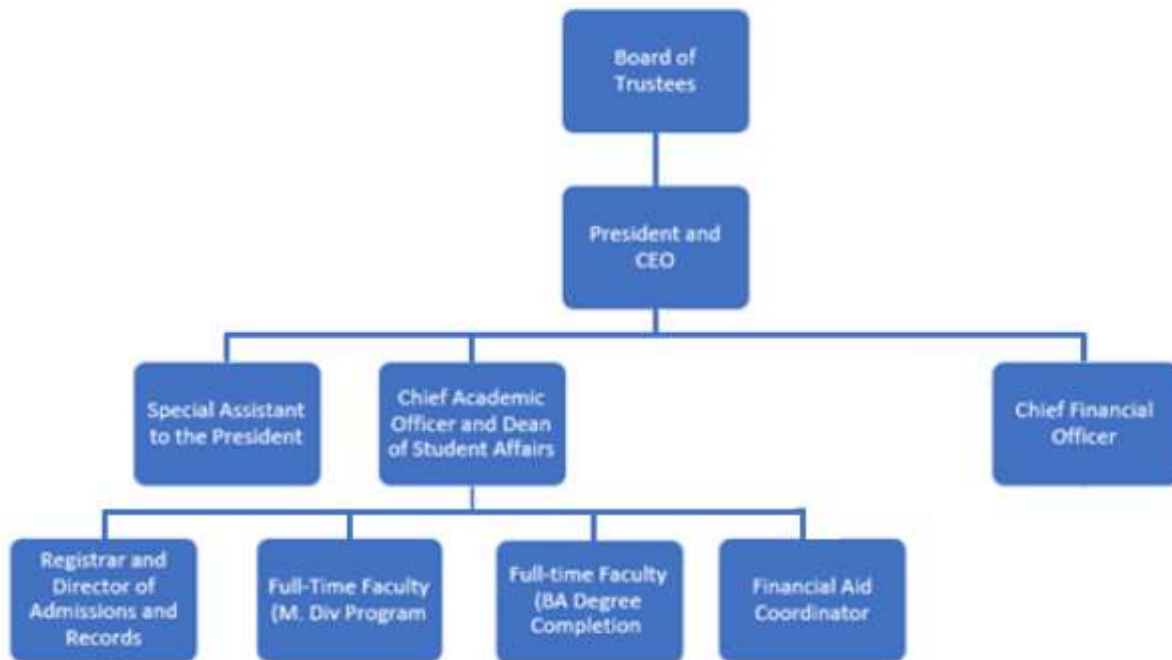 Board of
Trustees
President and
CEO
Special Assistant
to the President
Chief Academic
Officer and Dean
of Student Affairs
Chief Financial
Officer
Registrar and
Director of
Admissions and
Records
Full-Time Faculty
(M. Div Program
Full-time Faculty
(BA Degree
Completion
Financial Aid
Coordinator